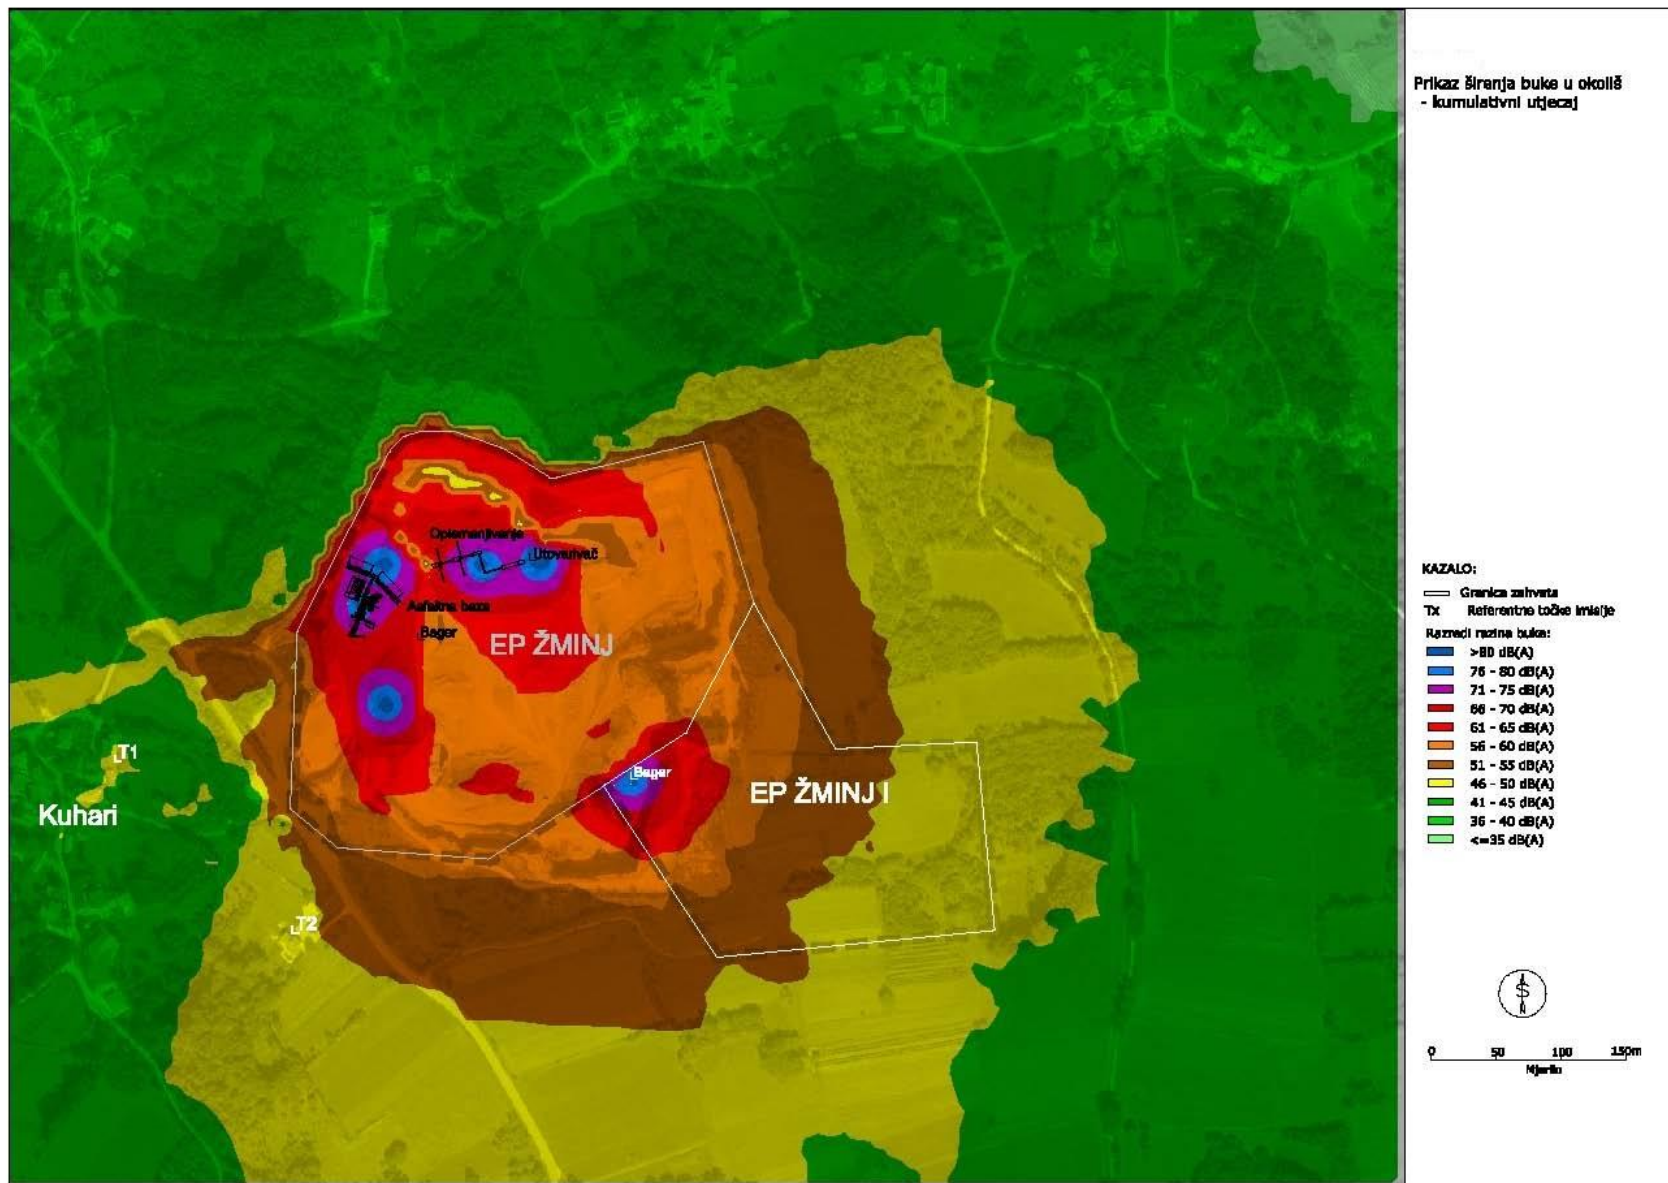 Prikaz širenja buke u okoliš
- kumulativni utjecaj
Oplemenjivanje
Utovarivač
Asfaltna baza
Bager
EP ŽMINJ
Bager
EP ŽMINJ I
T1
Kuhari
T2
KAZALO:
Granica zahvata
Tx Referentne točke imisije
Razredi razina buke:
>80 dB(A)
76 - 80 dB(A)
71 - 75 dB(A)
66 - 70 dB(A)
61 - 65 dB(A)
56 - 60 dB(A)
51 - 55 dB(A)
46 - 50 dB(A)
41 - 45 dB(A)
36 - 40 dB(A)
<=35 dB(A)
S
N
0 50 100 150m
Mjerilo